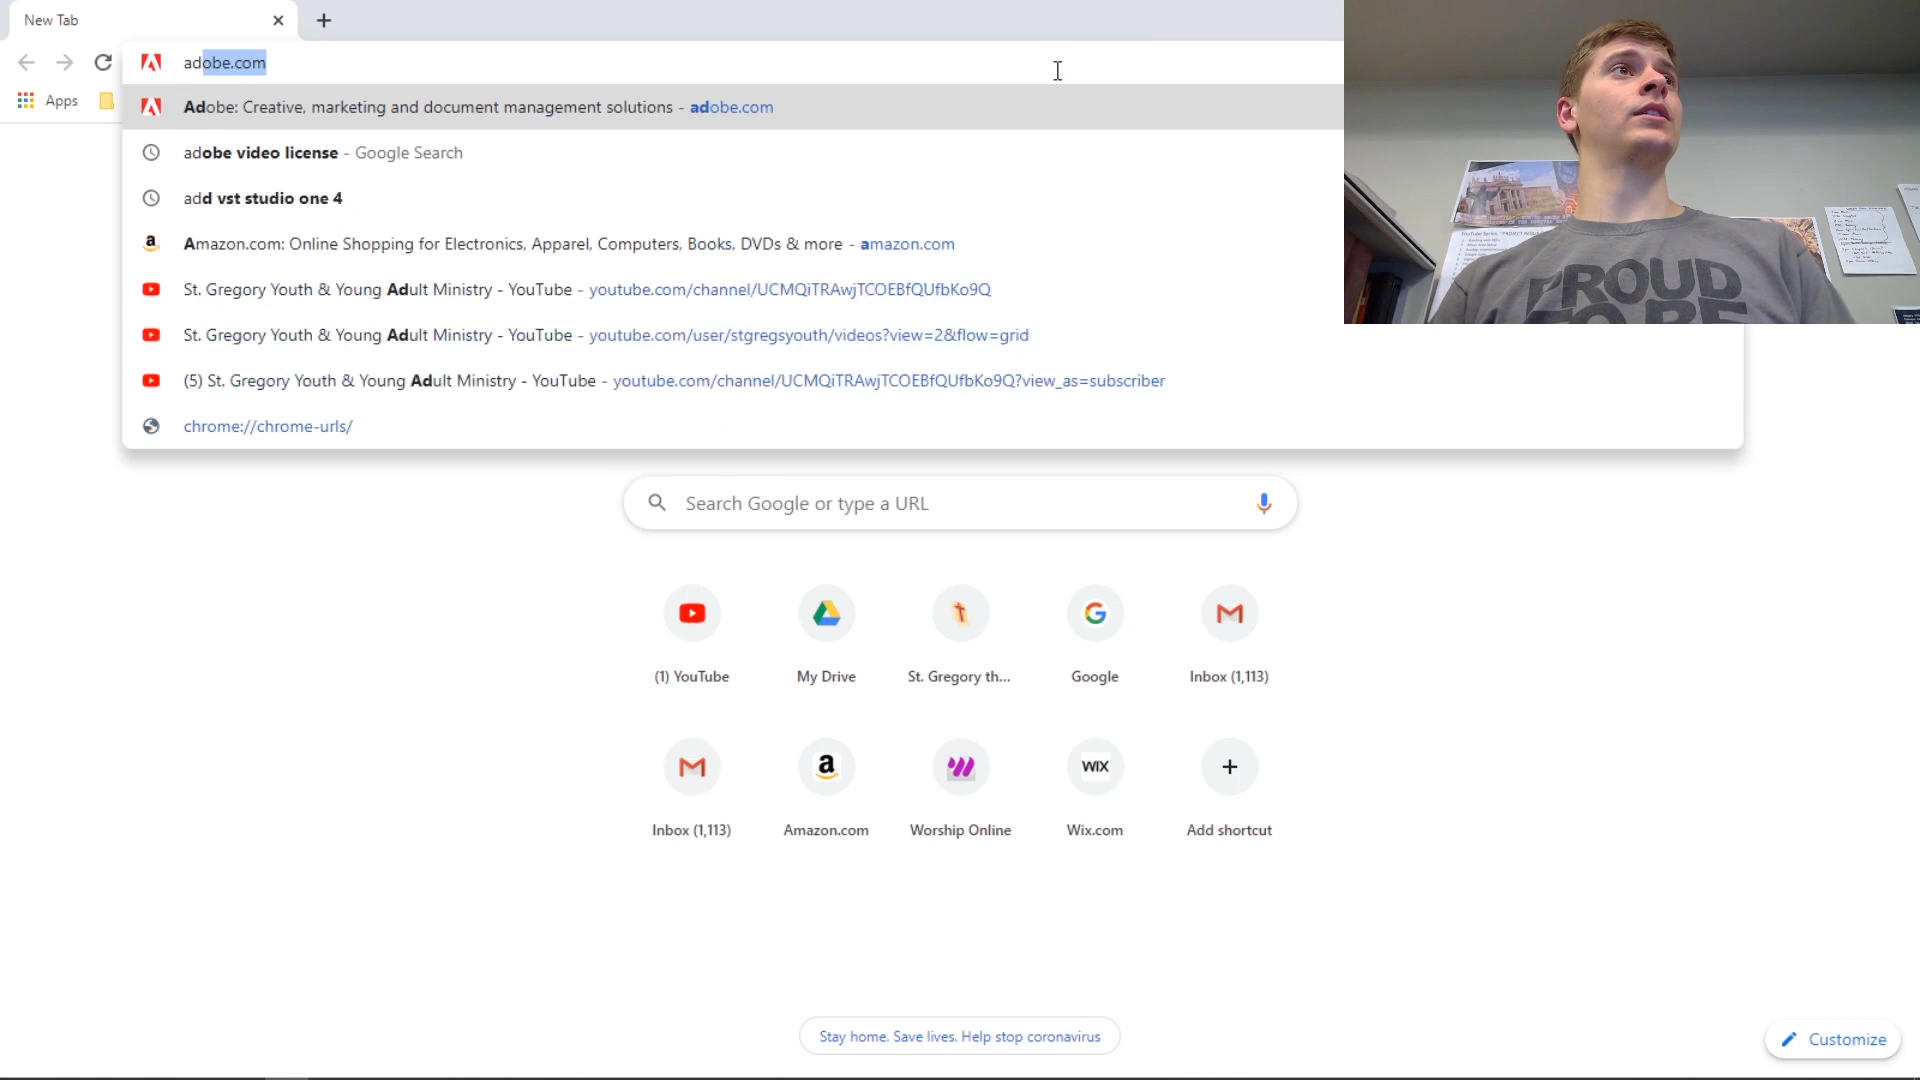 New Tab
adobe.com
Apps
Adobe: Creative, marketing and document management solutions - adobe.com
adobe video license - Google Search
add vst studio one 4
Amazon.com: Online Shopping for Electronics, Apparel, Computers, Books, DVDs & more - amazon.com
St. Gregory Youth & Young Adult Ministry - YouTube - youtube.com/channel/UCMQiTRAwjTCOEBfQUfbKo9Q
St. Gregory Youth & Young Adult Ministry - YouTube - youtube.com/user/stgregsyouth/videos?view=2&flow=grid
(5) St. Gregory Youth & Young Adult Ministry - YouTube - youtube.com/channel/UCMQiTRAwjTCOEBfQUfbKo9Q?view_as=subscriber
chrome://chrome-urls/
PROUD
TO BE
Search Google or type a URL
(1) YouTube
My Drive
St. Gregory th...
Google
Inbox (1,113)
a
WIX
Inbox (1,113)
Amazon.com
Worship Online
Wix.com
Add shortcut
Stay home. Save lives. Help stop coronavirus
Customize